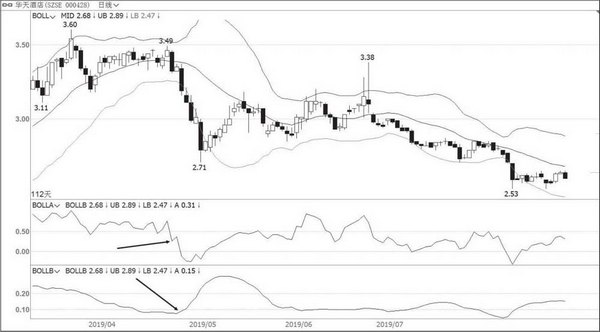 华天酒店(SZSE 000428) 日线
BOLL MID 2.68↓ UB 2.89↓ LB 2.47↓
3.60
3.50
3.49
3.38
3.11
3.00
2.71
2.53
112天
BOLLA BOLLB 2.68↓ UB 2.89↓ LB 2.47↓ A 0.31↓
0.50
0.00
BOLLB BOLLB 2.68↓ UB 2.89↓ LB 2.47↓ A 0.15↓
0.20
0.10
2019/04 2019/05 2019/06 2019/07